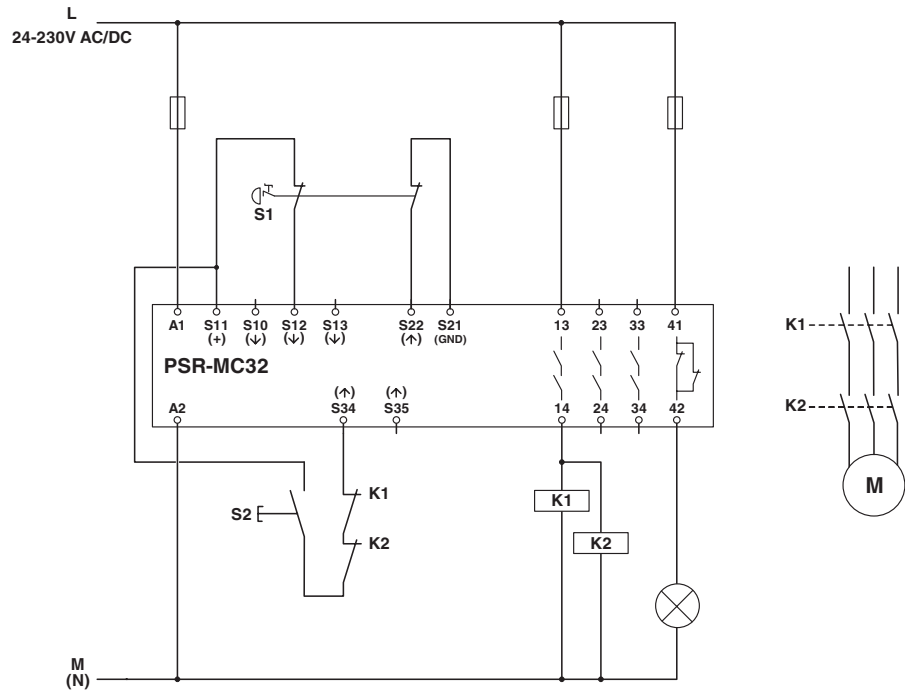 L
24-230V AC/DC
S1
A1 S11 S10 S12 S13 S22 S21 13 23 33 41
(+) (↓) (↓) (↓) (↑) (GND)
PSR-MC32
(↑) (↑)
A2 S34 S35 14 24 34 42
K1
K2
S2
K1
K2
K1
K2
M
M
(N)